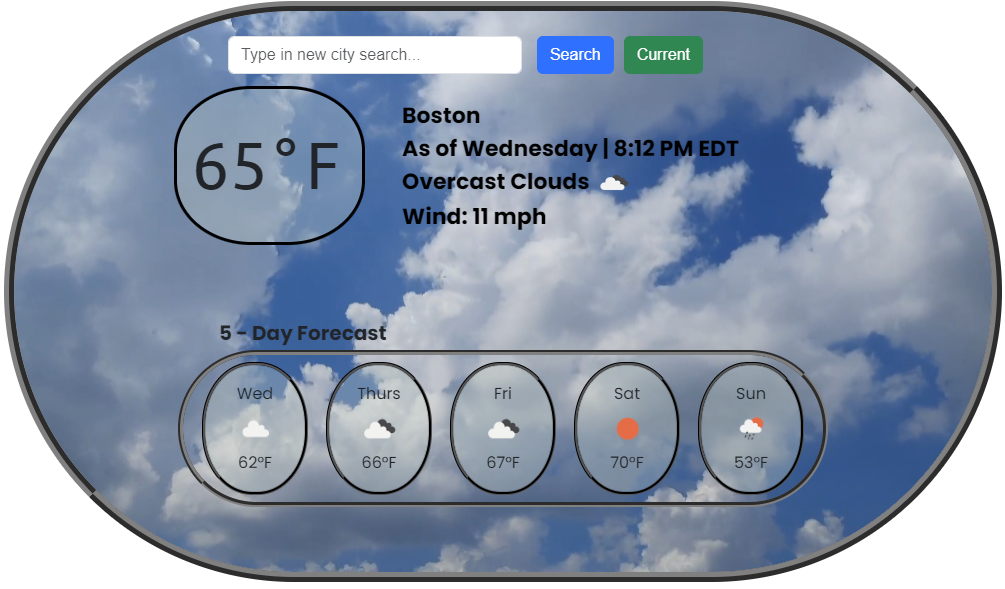 Type in new city search...
Search
Current
65°F
Boston
As of Wednesday | 8:12 PM EDT
Overcast Clouds
Wind: 11 mph
5 - Day Forecast
Wed
Thurs
Fri
Sat
Sun
62°F
66°F
67°F
70°F
53°F